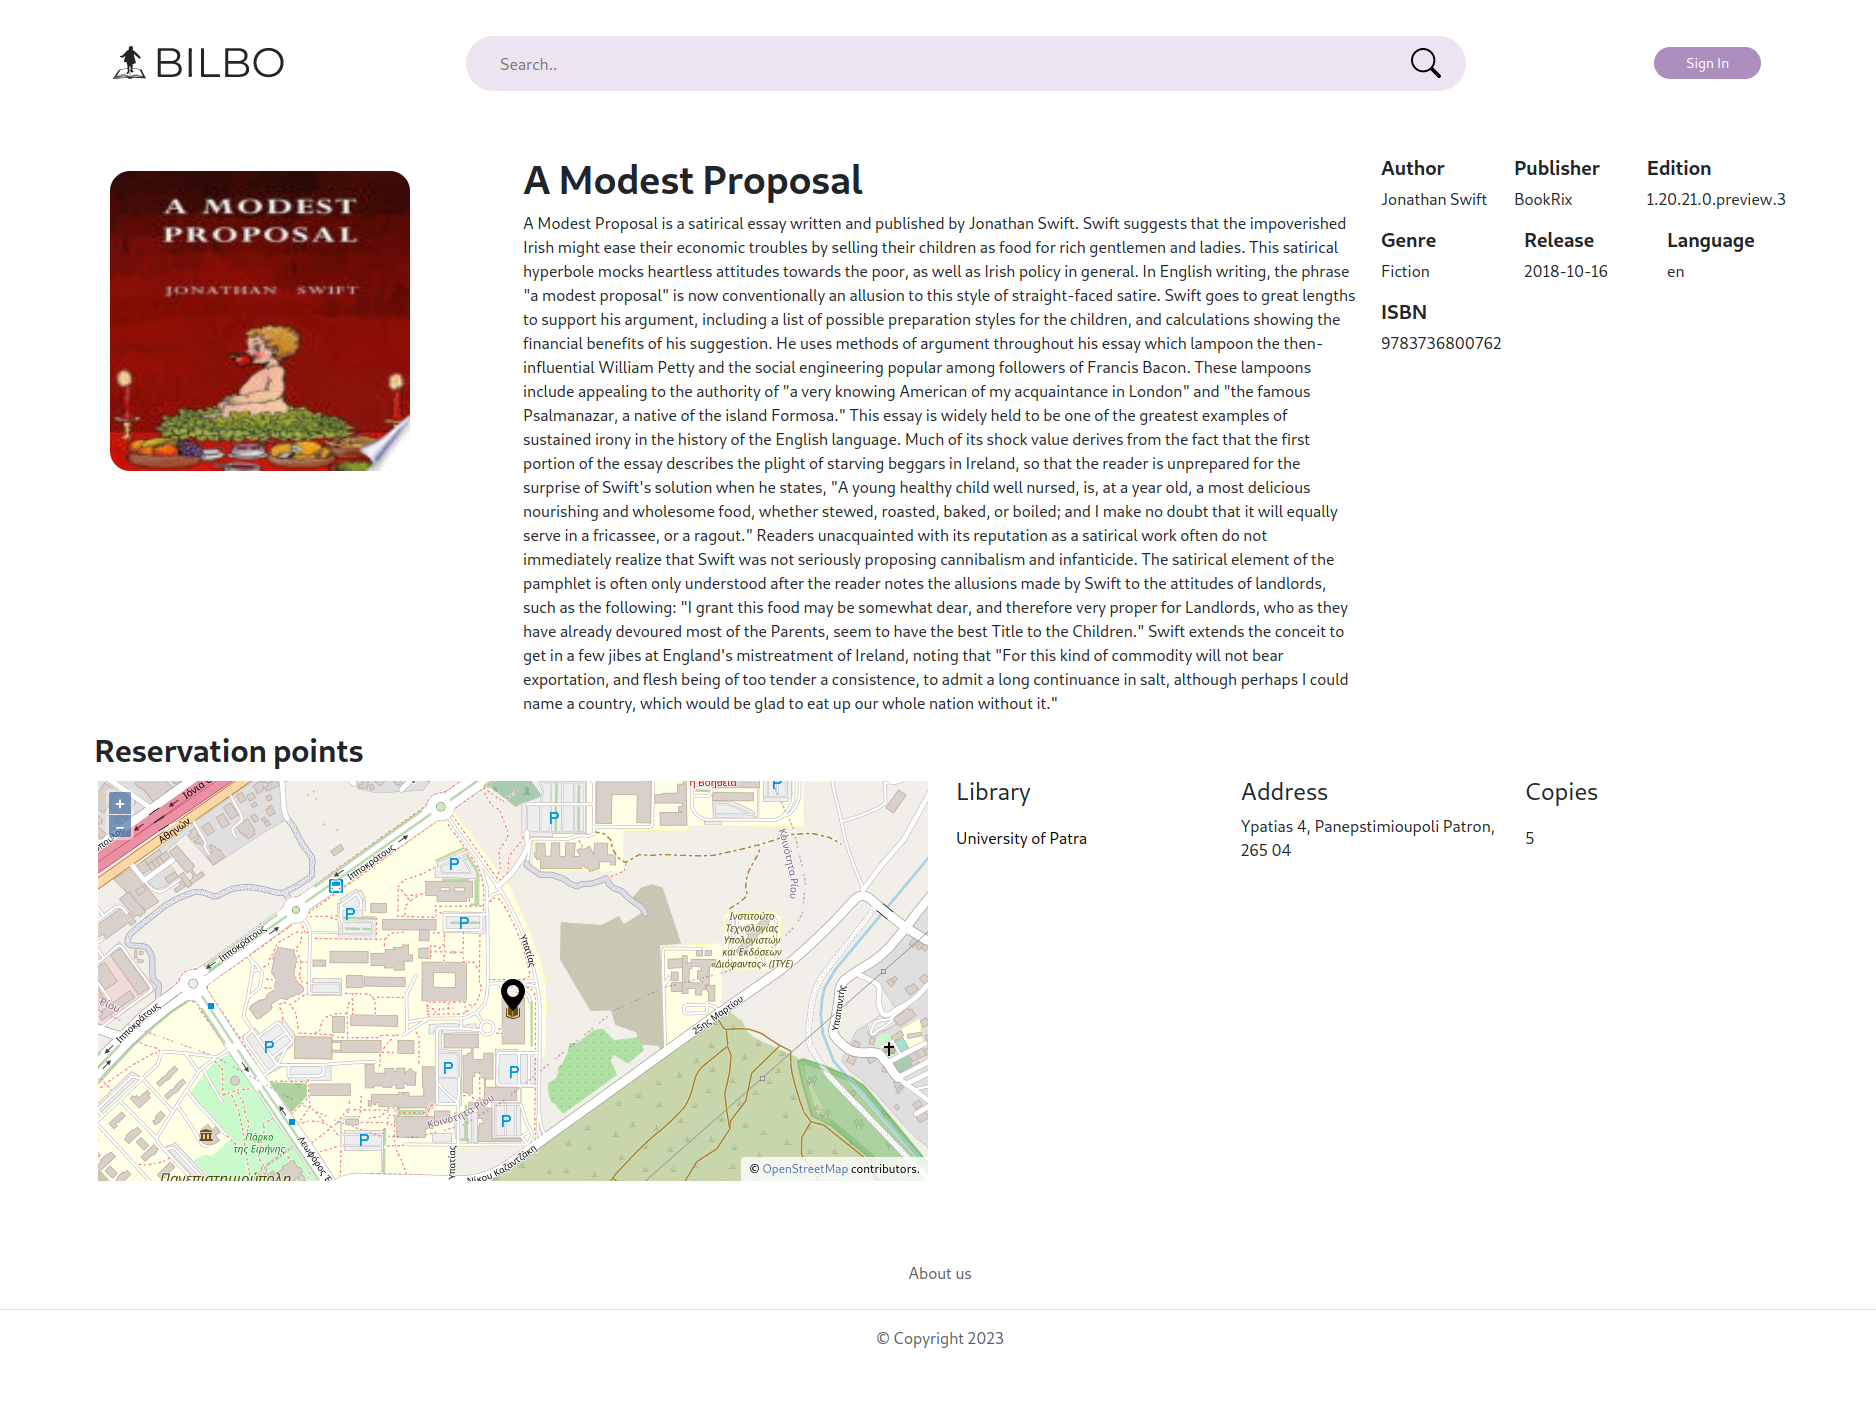 BILBO
Search..
Sign In
A MODEST
PROPOSAL
JONATHAN SWIFT
A Modest Proposal
A Modest Proposal is a satirical essay written and published by Jonathan Swift. Swift suggests that the impoverished
Irish might ease their economic troubles by selling their children as food for rich gentlemen and ladies. This satirical
hyperbole mocks heartless attitudes towards the poor, as well as Irish policy in general. In English writing, the phrase
"a modest proposal" is now conventionally an allusion to this style of straight-faced satire. Swift goes to great lengths
to support his argument, including a list of possible preparation styles for the children, and calculations showing the
financial benefits of his suggestion. He uses methods of argument throughout his essay which lampoon the then-
influential William Petty and the social engineering popular among followers of Francis Bacon. These lampoons
include appealing to the authority of "a very knowing American of my acquaintance in London" and "the famous
Psalmanazar, a native of the island Formosa." This essay is widely held to be one of the greatest examples of
sustained irony in the history of the English language. Much of its shock value derives from the fact that the first
portion of the essay describes the plight of starving beggars in Ireland, so that the reader is unprepared for the
surprise of Swift's solution when he states, "A young healthy child well nursed, is, at a year old, a most delicious
nourishing and wholesome food, whether stewed, roasted, baked, or boiled; and I make no doubt that it will equally
serve in a fricassee, or a ragout." Readers unacquainted with its reputation as a satirical work often do not
immediately realize that Swift was not seriously proposing cannibalism and infanticide. The satirical element of the
pamphlet is often only understood after the reader notes the allusions made by Swift to the attitudes of landlords,
such as the following: "I grant this food may be somewhat dear, and therefore very proper for Landlords, who as they
have already devoured most of the Parents, seem to have the best Title to the Children." Swift extends the conceit to
get in a few jibes at England's mistreatment of Ireland, noting that "For this kind of commodity will not bear
exportation, and flesh being of too tender a consistence, to admit a long continuance in salt, although perhaps I could
name a country, which would be glad to eat up our whole nation without it."
Author Publisher Edition
Jonathan Swift BookRix 1.20.21.0.preview.3
Genre Release Language
Fiction 2018-10-16 en
ISBN
9783736800762
Reservation points
+
–
Αθηνών
Ιπποκράτους
Ιπποκράτους
Ιπποκράτους
η Βοήθεια
Κοινότητα Ρίου
P
P
P
P
P
P
P
P
P
P
Υπατίας
Ινστιτούτο
Τεχνολογίας
Υπολογιστών
και Εκδόσεων
«Διόφαντος» (ΙΤΥΕ)
25ης Μαρτίου
Υπαπαντής
Ρίου
Κοινότητα Ρίου
Πάρκο
της Ειρήνης
Υπατίας
Νίκου Καζαντζάκη
Πανεπιστημιούπολη
© OpenStreetMap contributors.
Library Address Copies
University of Patra
Ypatias 4, Panepstimioupoli Patron,
265 04
5
About us
© Copyright 2023